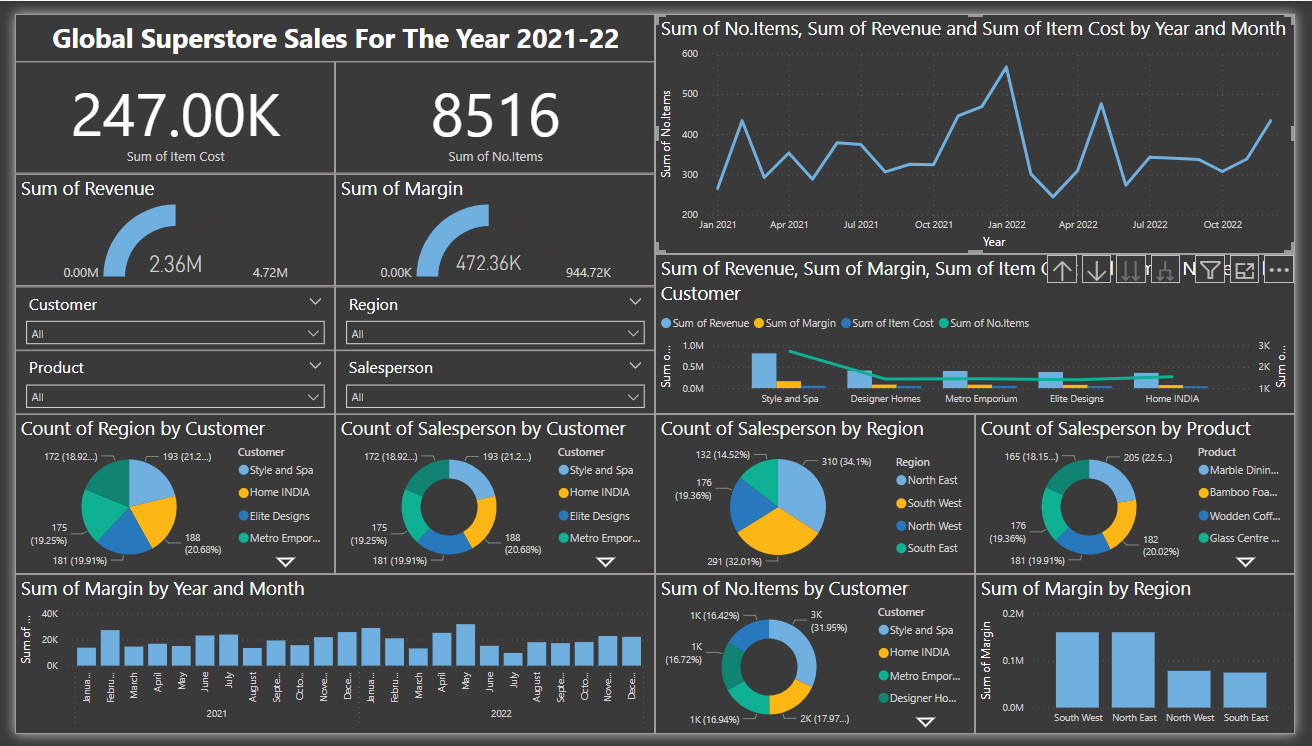 Global Superstore Sales For The Year 2021-22
247.00K
Sum of Item Cost
8516
Sum of No.Items
Sum of Revenue
0.00M
2.36M
4.72M
Sum of Margin
0.00K
472.36K
944.72K
Customer
All
Region
All
Product
All
Salesperson
All
Sum of No.Items, Sum of Revenue and Sum of Item Cost by Year and Month
Sum of No.Items
600
500
400
300
200
Jan 2021 Apr 2021 Jul 2021 Oct 2021 Jan 2022 Apr 2022 Jul 2022 Oct 2022
Year
Sum of Revenue, Sum of Margin, Sum of Item
Customer
Sum of Revenue Sum of Margin Sum of Item Cost Sum of No.Items
Sum o...
1.0M
0.5M
0.0M
3K
2K
1K
Sum o...
Style and Spa Designer Homes Metro Emporium Elite Designs Home INDIA
Count of Region by Customer
172 (18.92...)
193 (21.2...)
175
(19.25%)
188
(20.68%)
181 (19.91%)
Customer
Style and Spa
Home INDIA
Elite Designs
Metro Empor...
Count of Salesperson by Customer
172 (18.92...)
193 (21.2...)
175
(19.25%)
188
(20.68%)
181 (19.91%)
Customer
Style and Spa
Home INDIA
Elite Designs
Metro Empor...
Count of Salesperson by Region
132 (14.52%)
310 (34.1%)
176
(19.36%)
291 (32.01%)
Region
North East
South West
North West
South East
Count of Salesperson by Product
165 (18.15...)
205 (22.5...)
176
(19.36%)
182
(20.02%)
181 (19.91%)
Product
Marble Dinin...
Bamboo Foa...
Wodden Coff...
Glass Centre ...
Sum of Margin by Year and Month
Sum of ...
40K
20K
0K
Janua... Febru... March April May June July August Septe... Octo... Nove... Dece... Janua... Febru... March April May June July August Septe... Octo... Nove... Dece...
2021 2022
Sum of No.Items by Customer
1K (16.42%)
3K
(31.95%)
1K
(16.72%)
1K (16.94%)
2K (17.97...)
Customer
Style and Spa
Home INDIA
Metro Empor...
Designer Ho...
Sum of Margin by Region
Sum of Margin
0.2M
0.1M
0.0M
South West North East North West South East